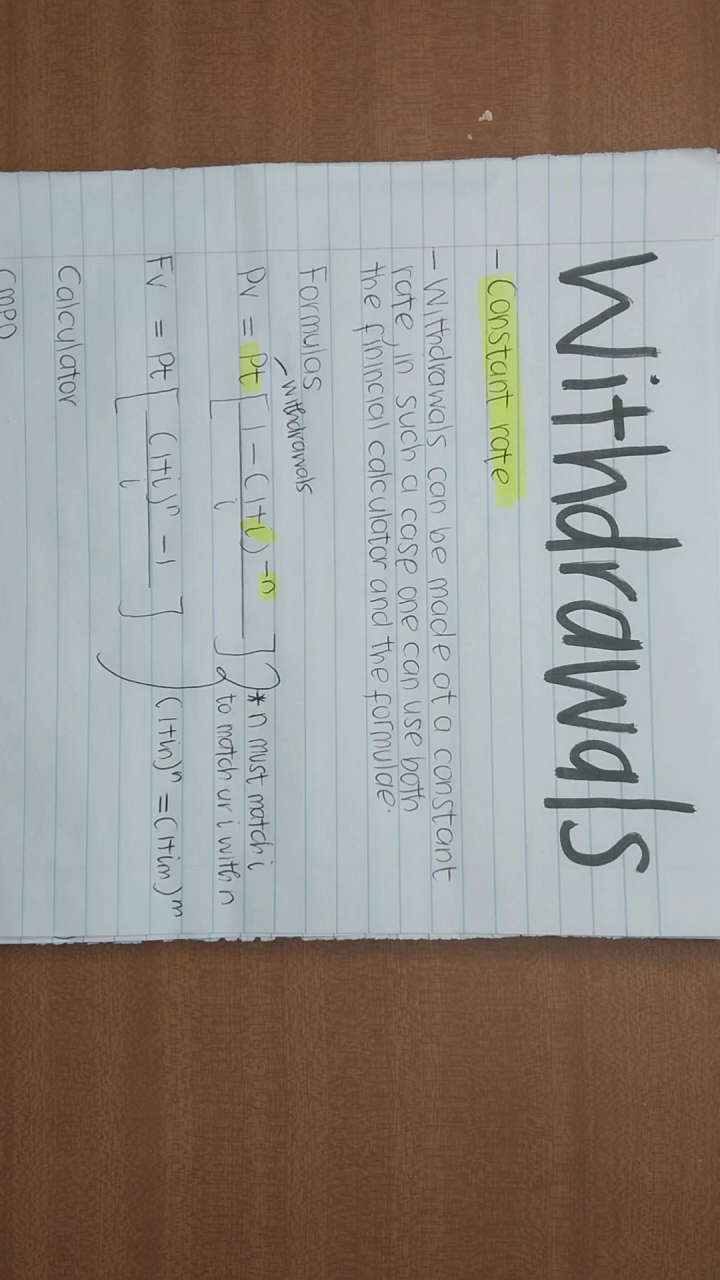 Withdrawals
- Constant rate
- Withdrawals can be made at a constant
rate, in such a case one can use both
the finincial calculator and the formulae.
Formulas
withdrawals
Pv = Pt [ 1 - (1+i)^-n / i ] * n must match i
to match ur i with n
Fv = Pt [ (1+i)^n - 1 / i ] (1+in)^n = (1+im)^m
Calculator
CMPD